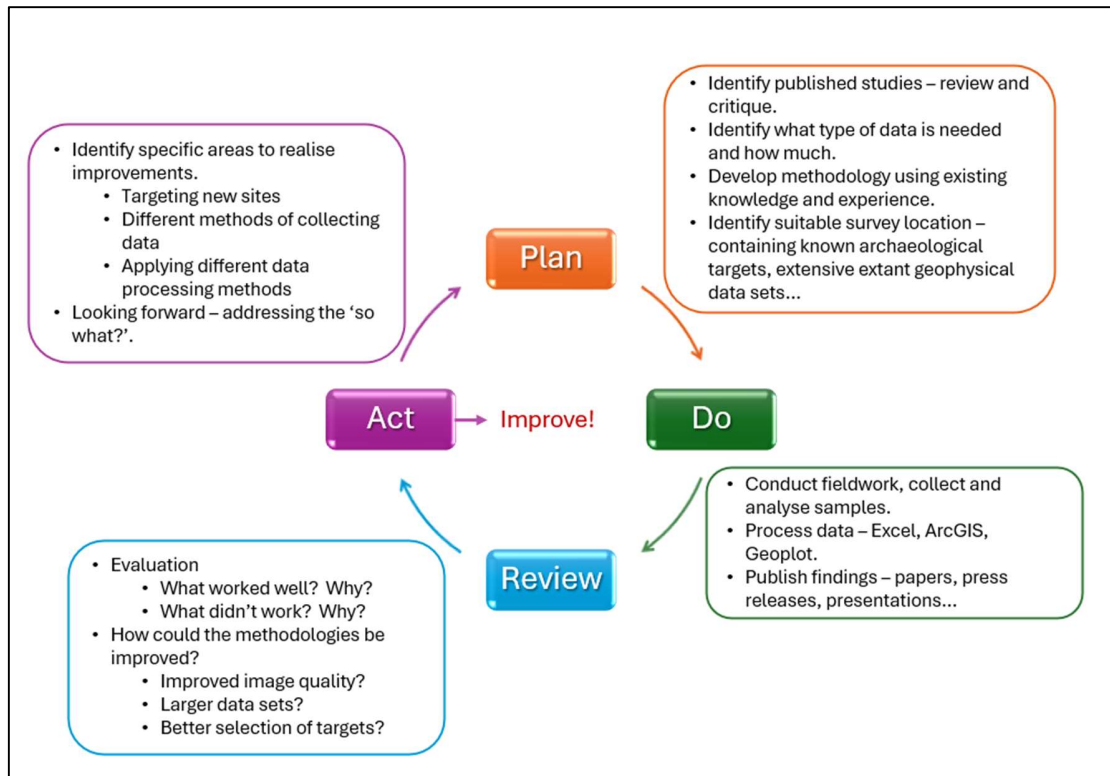 Plan
• Identify published studies – review and
critique.
• Identify what type of data is needed
and how much.
• Develop methodology using existing
knowledge and experience.
• Identify suitable survey location –
containing known archaeological
targets, extensive extant geophysical
data sets...
Do
• Conduct fieldwork, collect and
analyse samples.
• Process data – Excel, ArcGIS,
Geoplot.
• Publish findings – papers, press
releases, presentations...
Review
• Evaluation
• What worked well? Why?
• What didn’t work? Why?
• How could the methodologies be
improved?
• Improved image quality?
• Larger data sets?
• Better selection of targets?
Act
Improve!
• Identify specific areas to realise
improvements.
• Targeting new sites
• Different methods of collecting
data
• Applying different data
processing methods
• Looking forward – addressing the ‘so
what?’.